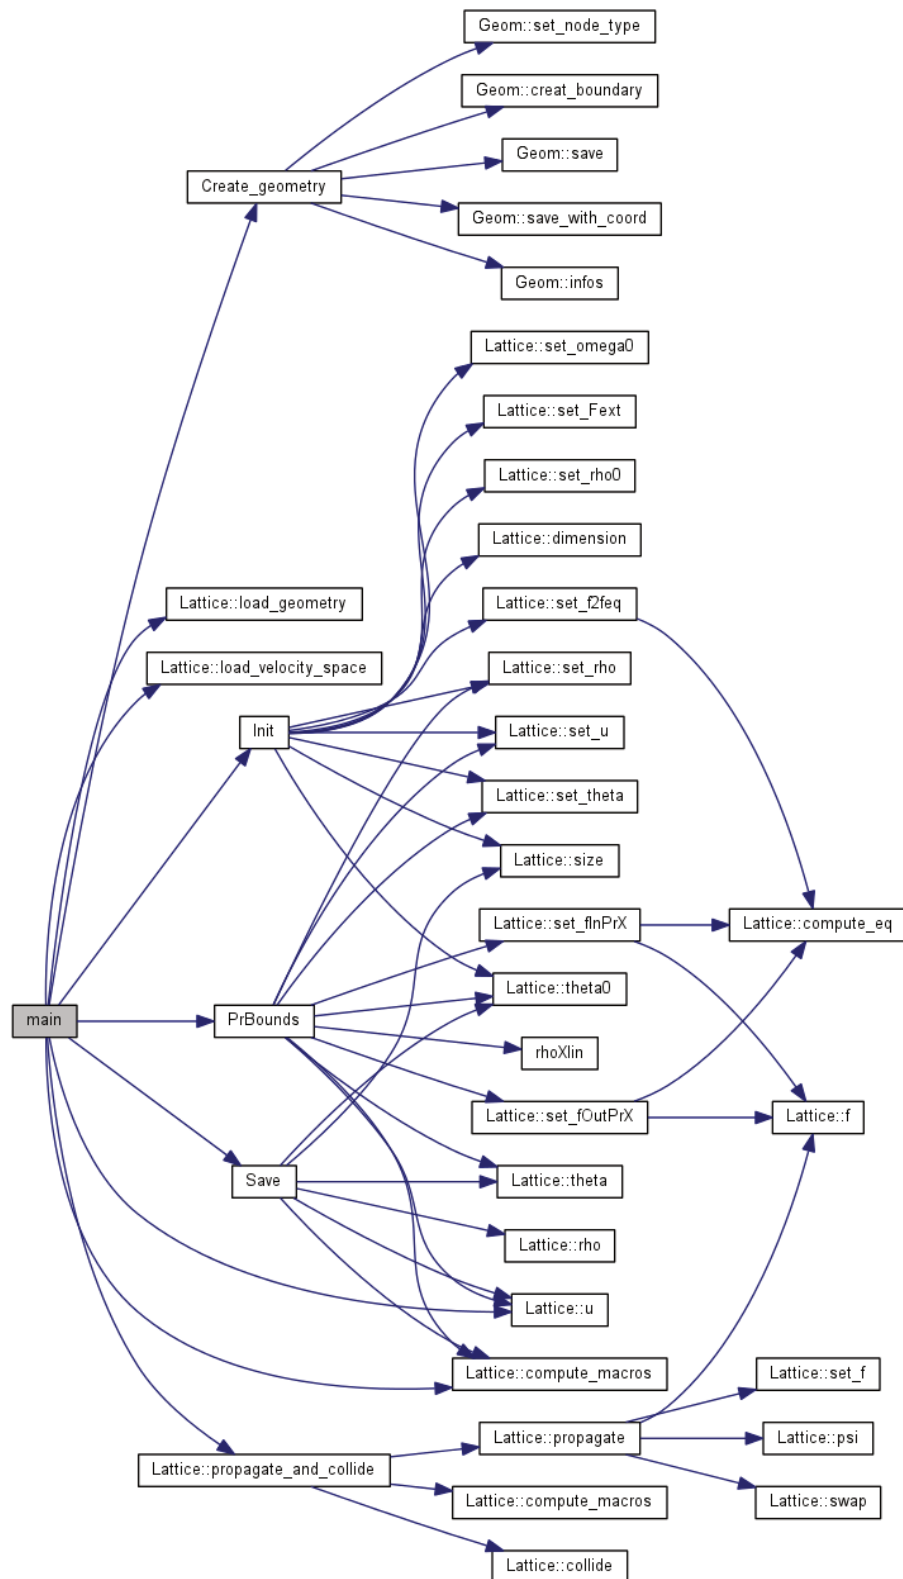 Geom::set_node_type
Geom::creat_boundary
Geom::save
Create_geometry
Geom::save_with_coord
Geom::infos
Lattice::set_omega0
Lattice::set_Fext
Lattice::set_rho0
Lattice::dimension
Lattice::load_geometry
Lattice::set_f2feq
Lattice::load_velocity_space
Lattice::set_rho
Init
Lattice::set_u
Lattice::set_theta
Lattice::size
Lattice::set_fInPrX
Lattice::compute_eq
Lattice::theta0
main
PrBounds
rhoXlin
Lattice::set_fOutPrX
Lattice::f
Save
Lattice::theta
Lattice::rho
Lattice::u
Lattice::compute_macros
Lattice::set_f
Lattice::propagate
Lattice::psi
Lattice::propagate_and_collide
Lattice::compute_macros
Lattice::swap
Lattice::collide